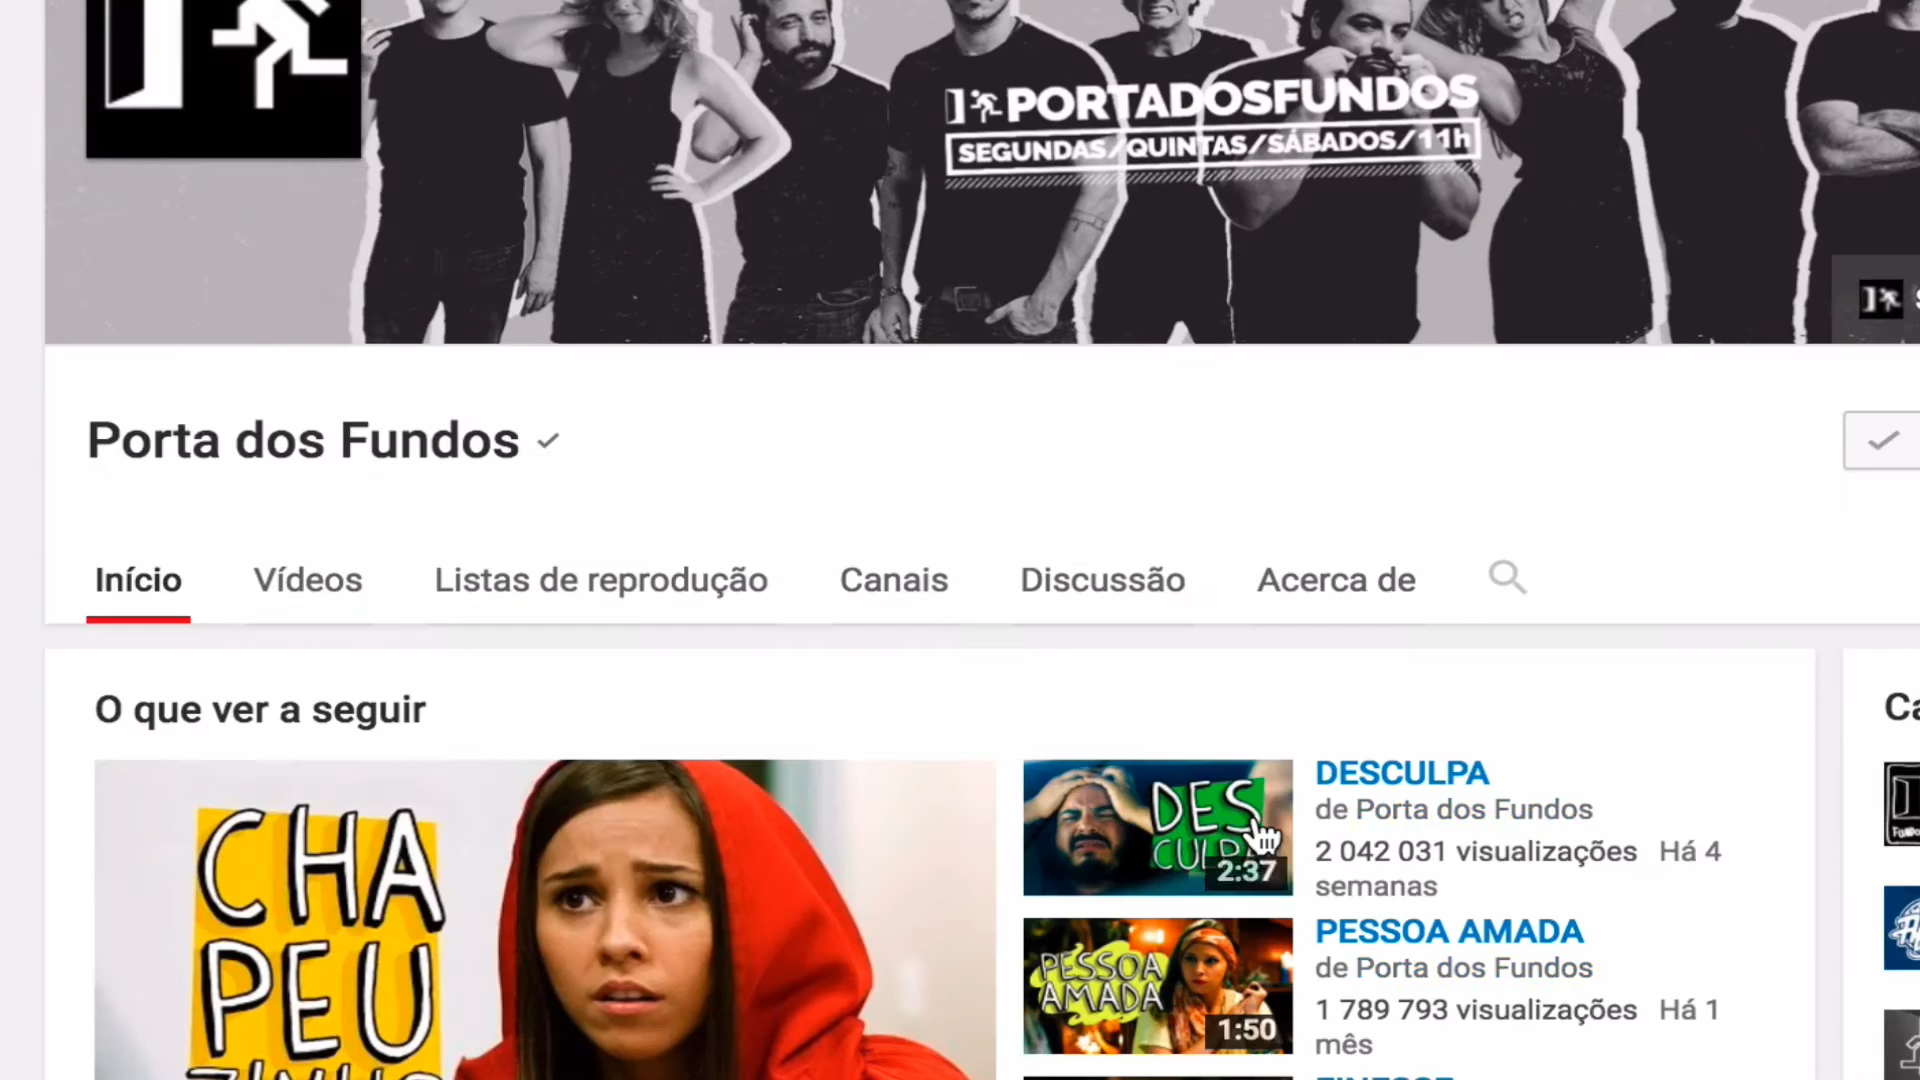 PORTADOSFUNDOS
SEGUNDAS/QUINTAS/SÁBADOS/11h
Porta dos Fundos
Início Vídeos Listas de reprodução Canais Discussão Acerca de
O que ver a seguir
CHA
PEU
DES
CULPA
2:37
DESCULPA
de Porta dos Fundos
2 042 031 visualizações Há 4
semanas
PESSOA
AMADA
1:50
PESSOA AMADA
de Porta dos Fundos
1 789 793 visualizações Há 1
mês